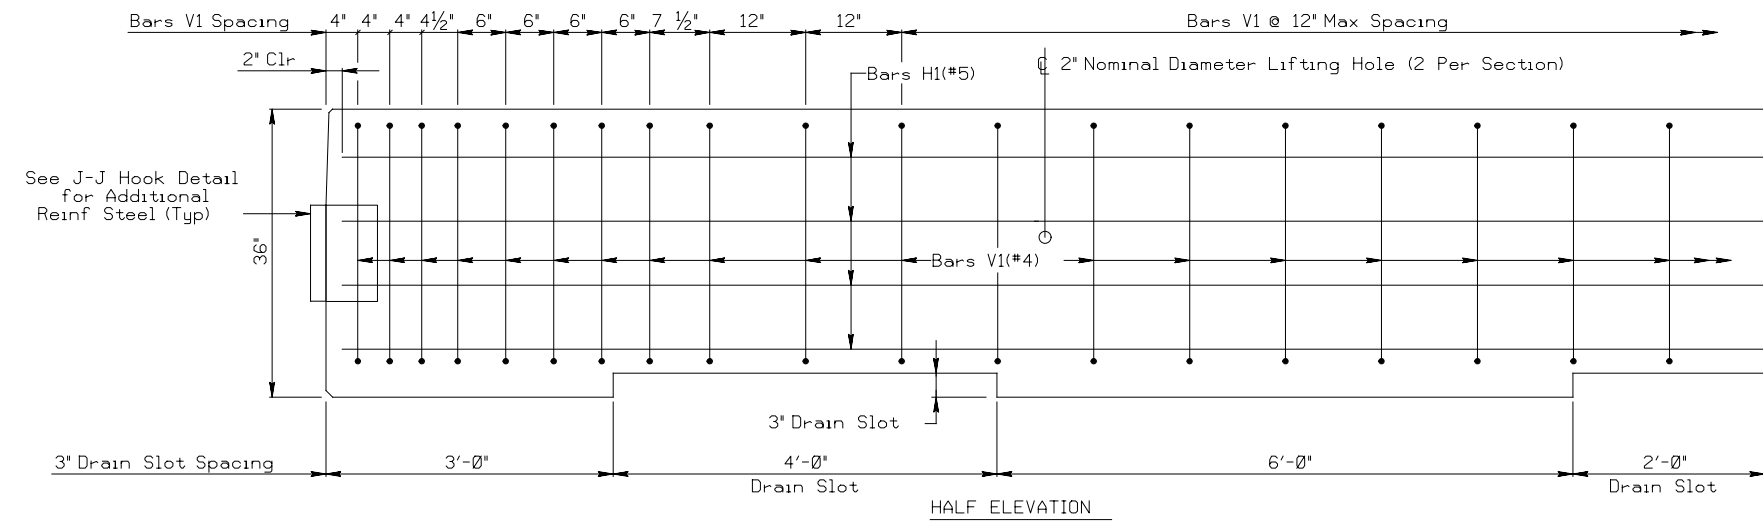 Bars V1 Spacing 4" 4" 4" 4½" 6" 6" 6" 6" 7 ½" 12" 12" Bars V1 @ 12" Max Spacing
2" Clr
℄ 2" Nominal Diameter Lifting Hole (2 Per Section)
Bars H1(#5)
See J-J Hook Detail
for Additional
Reinf Steel (Typ)
36"
Bars V1(#4)
3" Drain Slot
3" Drain Slot Spacing 3'-0" 4'-0" 6'-0" 2'-0"
Drain Slot Drain Slot
HALF ELEVATION